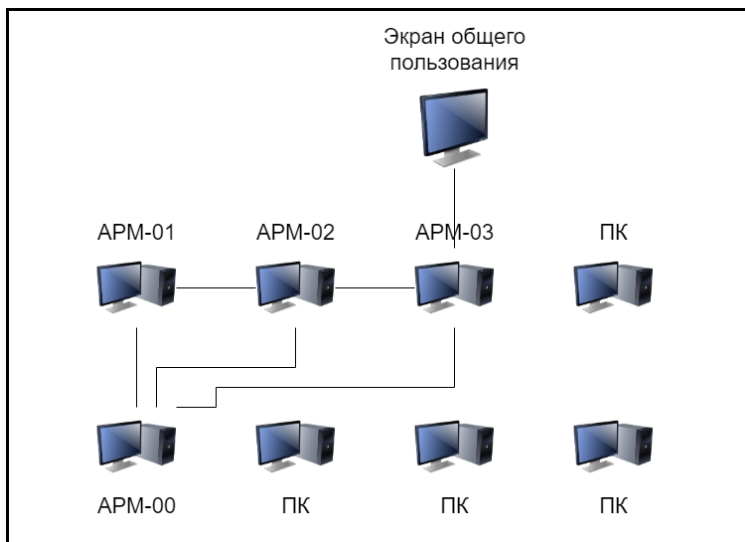 Экран общего
пользования
АРМ-01
АРМ-02
АРМ-03
ПК
АРМ-00
ПК
ПК
ПК